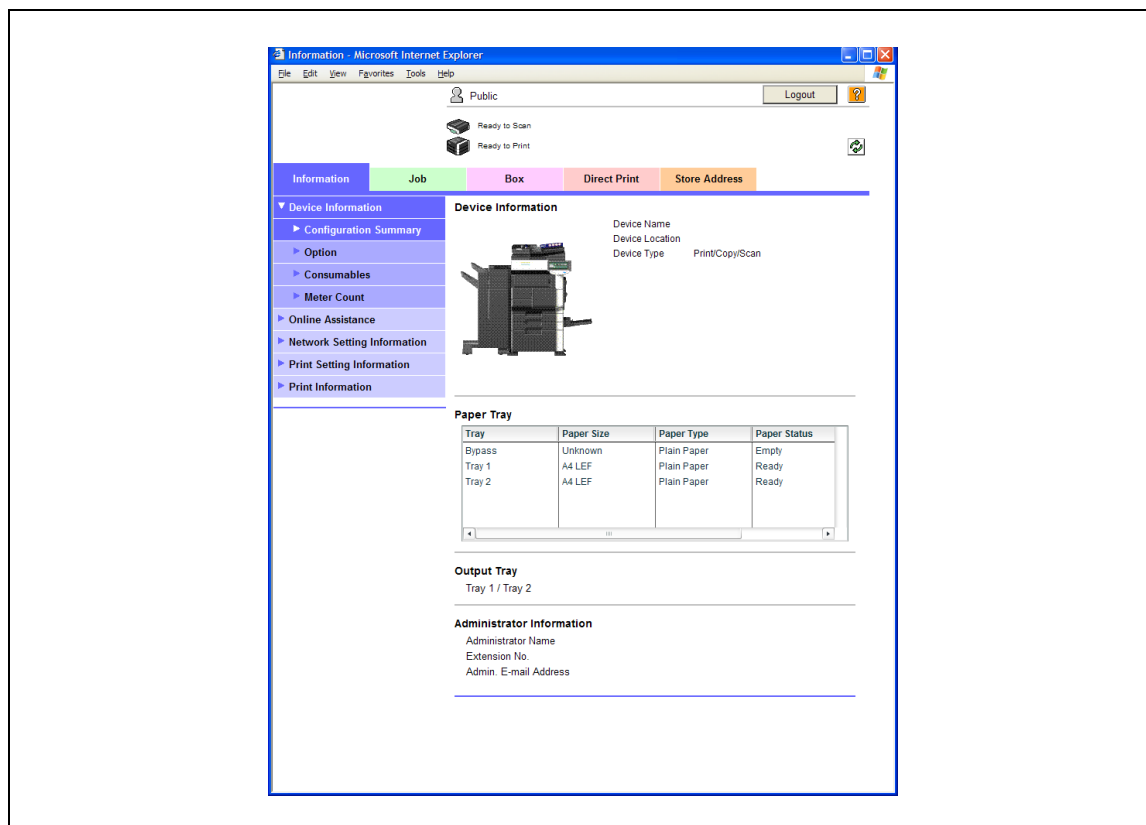 Information - Microsoft Internet Explorer
File Edit View Favorites Tools Help
Public Logout ?
Ready to Scan
Ready to Print
Information Job Box Direct Print Store Address
Device Information
Configuration Summary
Option
Consumables
Meter Count
Online Assistance
Network Setting Information
Print Setting Information
Print Information
Device Information
Device Name
Device Location
Device Type Print/Copy/Scan
Paper Tray
Tray Paper Size Paper Type Paper Status
Bypass Unknown Plain Paper Empty
Tray 1 A4 LEF Plain Paper Ready
Tray 2 A4 LEF Plain Paper Ready
Output Tray
Tray 1 / Tray 2
Administrator Information
Administrator Name
Extension No.
Admin. E-mail Address